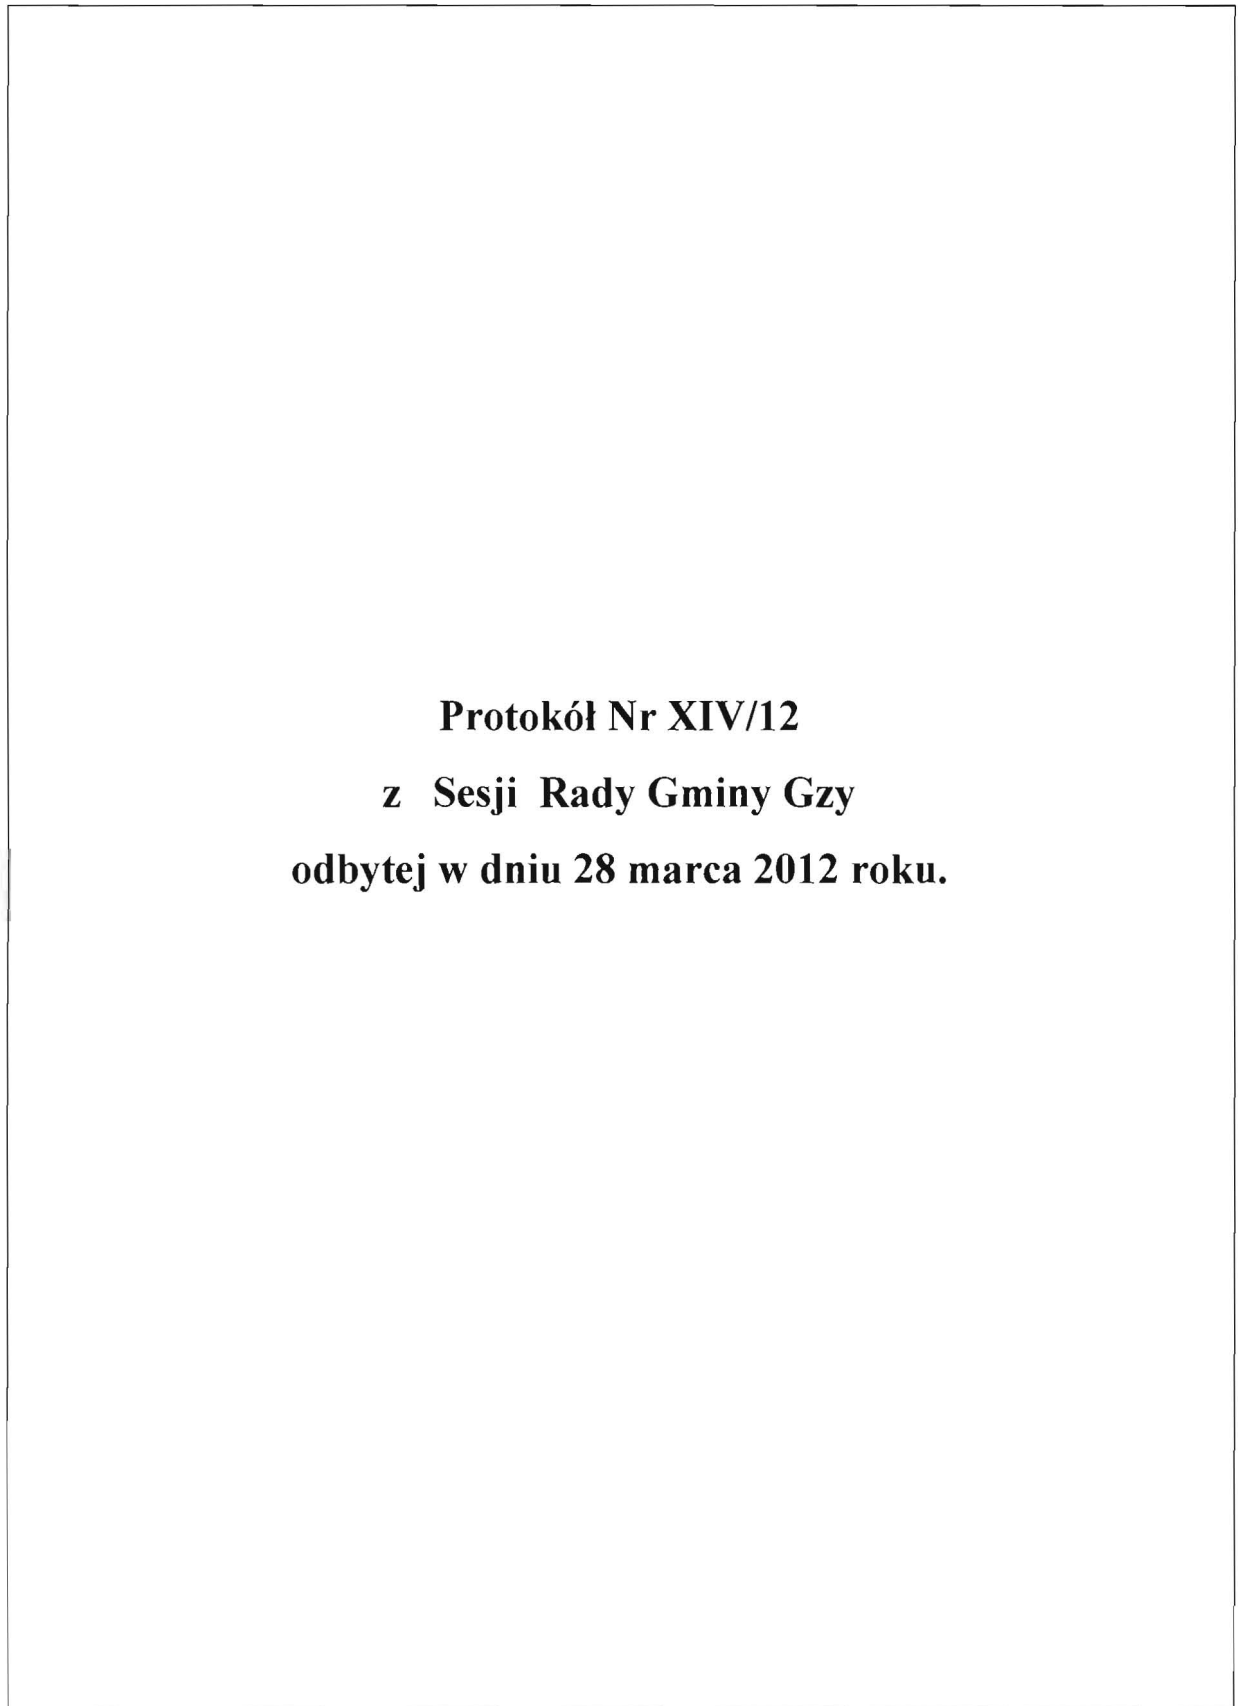 Protokół Nr XIV/12
z Sesji Rady Gminy Gzy
odbytej w dniu 28 marca 2012 roku.